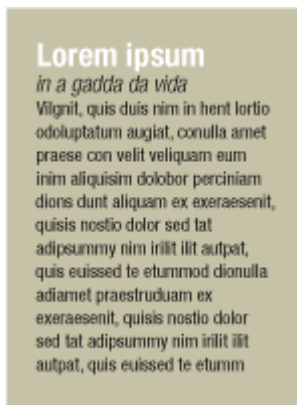 Lorem ipsum
in a gadda da vida
Vilgnit, quis duis nim in hent lortio
odoluptatum augiat, conulla amet
praese con velit veliquam eum
inim aliquisim dolobor perciniam
dions dunt aliquam ex exeraesenit,
quisis nostio dolor sed tat
adipsummy nim irilit ilit autpat,
quis euissed te etummod dionulla
adiamet praestruduam ex
exeraesenit, quisis nostio dolor
sed tat adipsummy nim irilit ilit
autpat, quis euissed te etumm